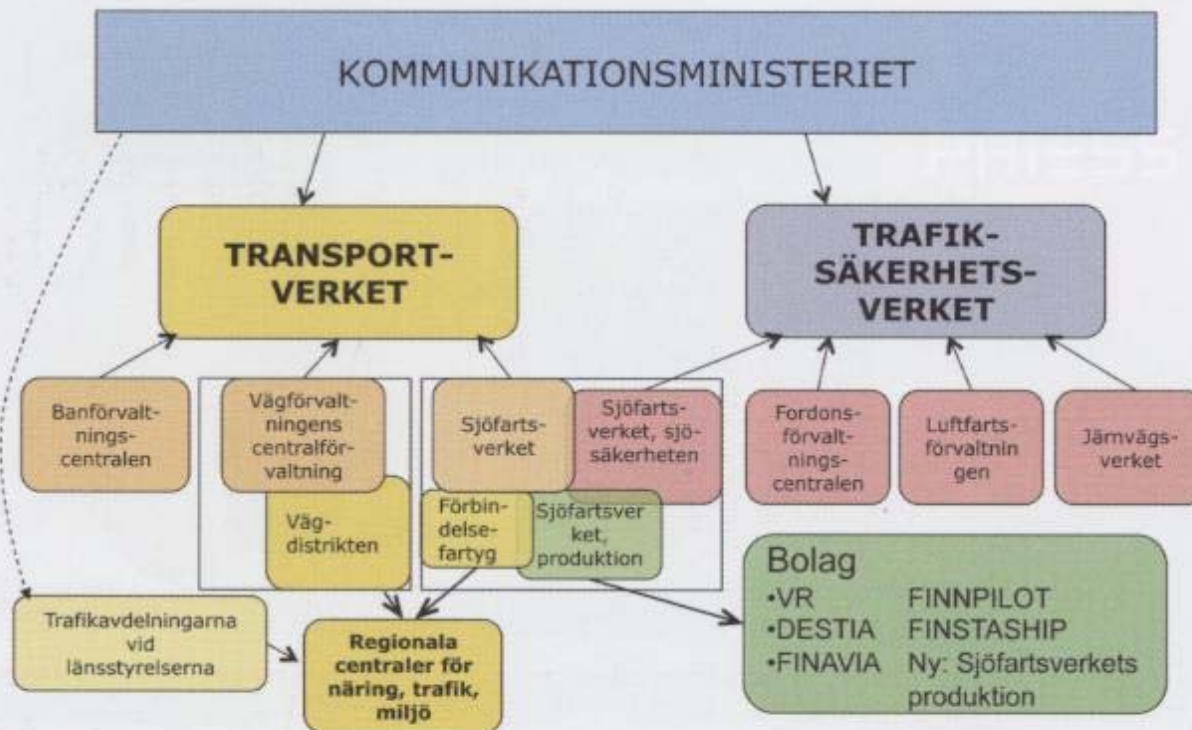 KOMMUNIKATIONSMINISTERIET
TRANSPORT-
VERKET
TRAFIK-
SÄKERHETS-
VERKET
Banförvalt-
nings-
centralen
Vägförvalt-
ningens
centralför-
valtning
Sjöfarts-
verket
Sjöfarts-
verket, sjö-
säkerheten
Fordons-
förvalt-
nings-
centralen
Luftfarts-
förvaltnin
gen
Järnvägs-
verket
Väg-
distrikten
Förbin-
delse-
fartyg
Sjöfartsver
ket,
produktion
Trafikavdelningarna
vid
länsstyrelserna
Regionala
centraler för
näring, trafik,
miljö
Bolag
•VR FINNPILOT
•DESTIA FINSTASHIP
•FINAVIA Ny: Sjöfartsverkets
produktion